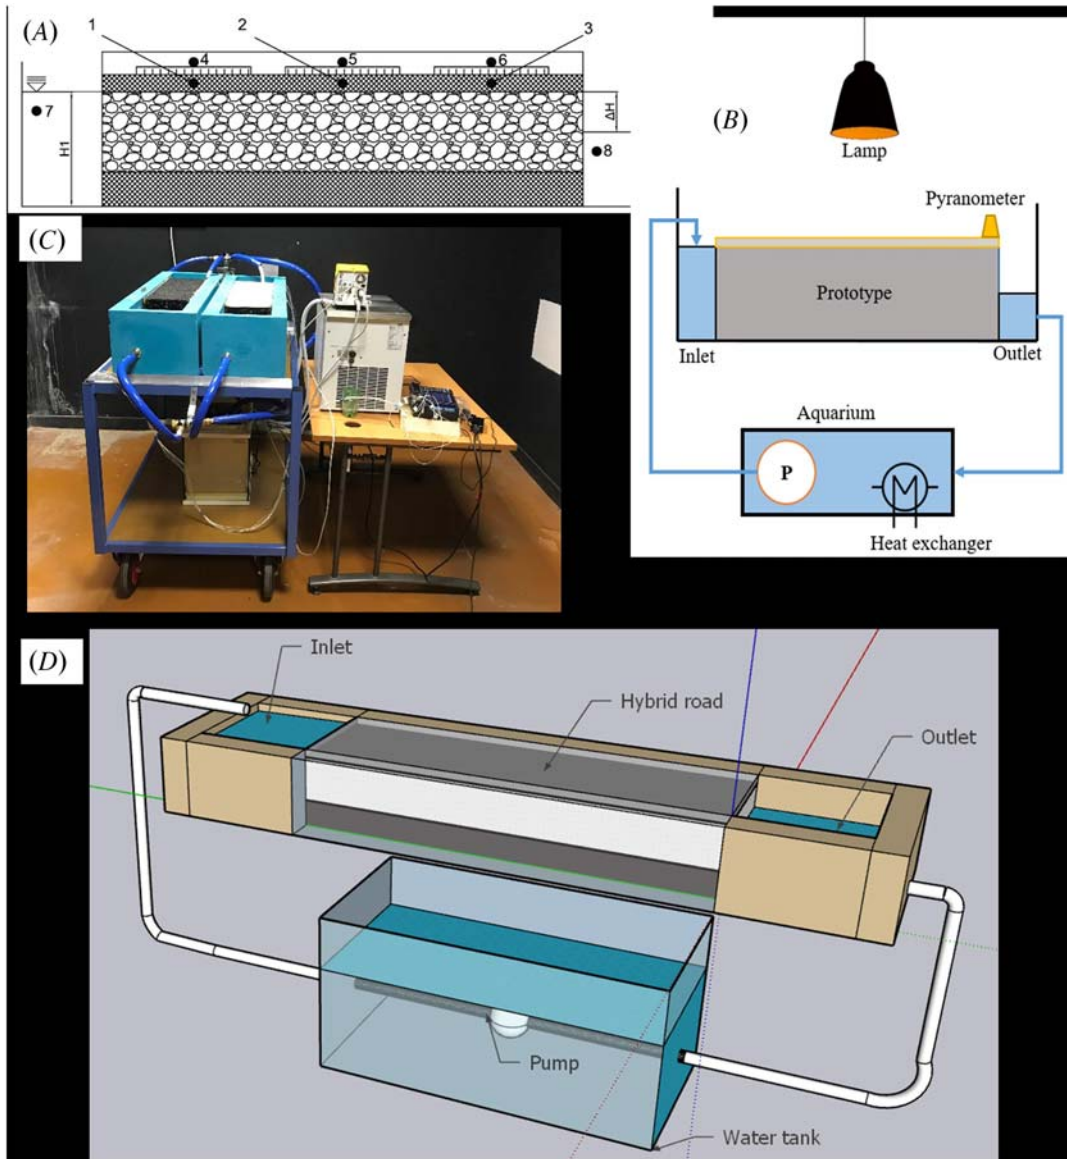 (A)
1
2
3
4
5
6
7
H1
ΔH
8
(B)
Lamp
Pyranometer
Prototype
Inlet
Outlet
Aquarium
P
Heat exchanger
(C)
(D)
Inlet
Hybrid road
Outlet
Pump
Water tank